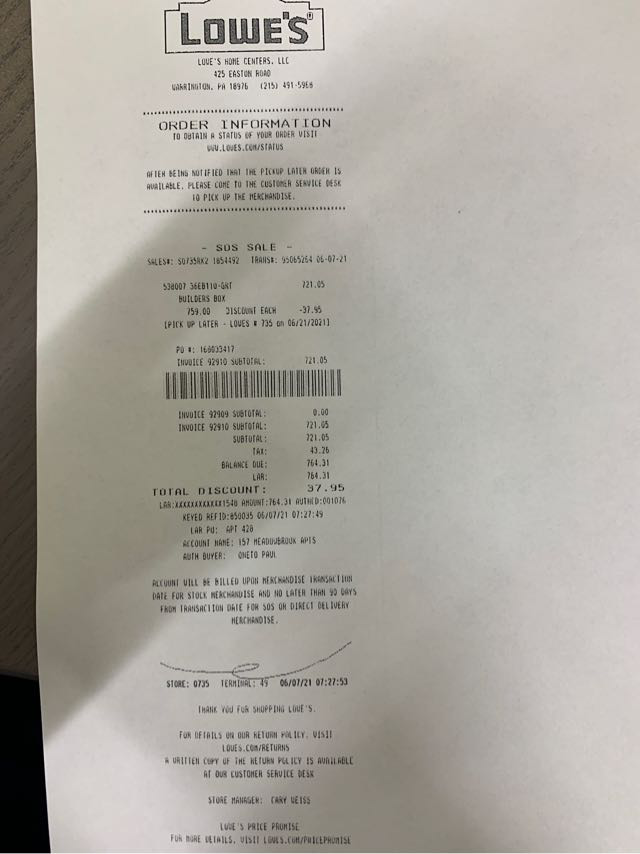 LOWE'S
LOWE'S HOME CENTERS, LLC
425 EASTON ROAD
WARRINGTON, PA 18976 (215) 491-5968
ORDER INFORMATION
TO OBTAIN A STATUS OF YOUR ORDER VISIT
WWW.LOWES.COM/STATUS
AFTER BEING NOTIFIED THAT THE PICKUP LATER ORDER IS
AVAILABLE, PLEASE COME TO THE CUSTOMER SERVICE DESK
TO PICK UP THE MERCHANDISE.
- SOS SALE -
SALES#: S0735RK2 1854492 TRANS#: 95065264 06-07-21
538007 36EB110-GRT 721.05
BUILDERS BOX
759.00 DISCOUNT EACH -37.95
[PICK UP LATER - LOWES # 735 on 06/21/2021]
PO #: 168033417
INVOICE 92910 SUBTOTAL: 721.05
INVOICE 92909 SUBTOTAL: 0.00
INVOICE 92910 SUBTOTAL: 721.05
SUBTOTAL: 721.05
TAX: 43.26
BALANCE DUE: 764.31
LAR: 764.31
TOTAL DISCOUNT: 37.95
LAR:XXXXXXXXXXXX1548 AMOUNT:764.31 AUTHCD:001076
KEYED REFID:850035 06/07/21 07:27:49
LAR PO: APT 428
ACCOUNT NAME: 157 MEADOWBROOK APTS
AUTH BUYER: ONETO PAUL
ACCOUNT WILL BE BILLED UPON MERCHANDISE TRANSACTION
DATE FOR STOCK MERCHANDISE AND NO LATER THAN 90 DAYS
FROM TRANSACTION DATE FOR SOS OR DIRECT DELIVERY
MERCHANDISE.
STORE: 0735 TERMINAL: 49 06/07/21 07:27:53
THANK YOU FOR SHOPPING LOWE'S.
FOR DETAILS ON OUR RETURN POLICY, VISIT
LOWES.COM/RETURNS
A WRITTEN COPY OF THE RETURN POLICY IS AVAILABLE
AT OUR CUSTOMER SERVICE DESK
STORE MANAGER: CARY WEISS
LOWE'S PRICE PROMISE
FOR MORE DETAILS, VISIT LOWES.COM/PRICEPROMISE